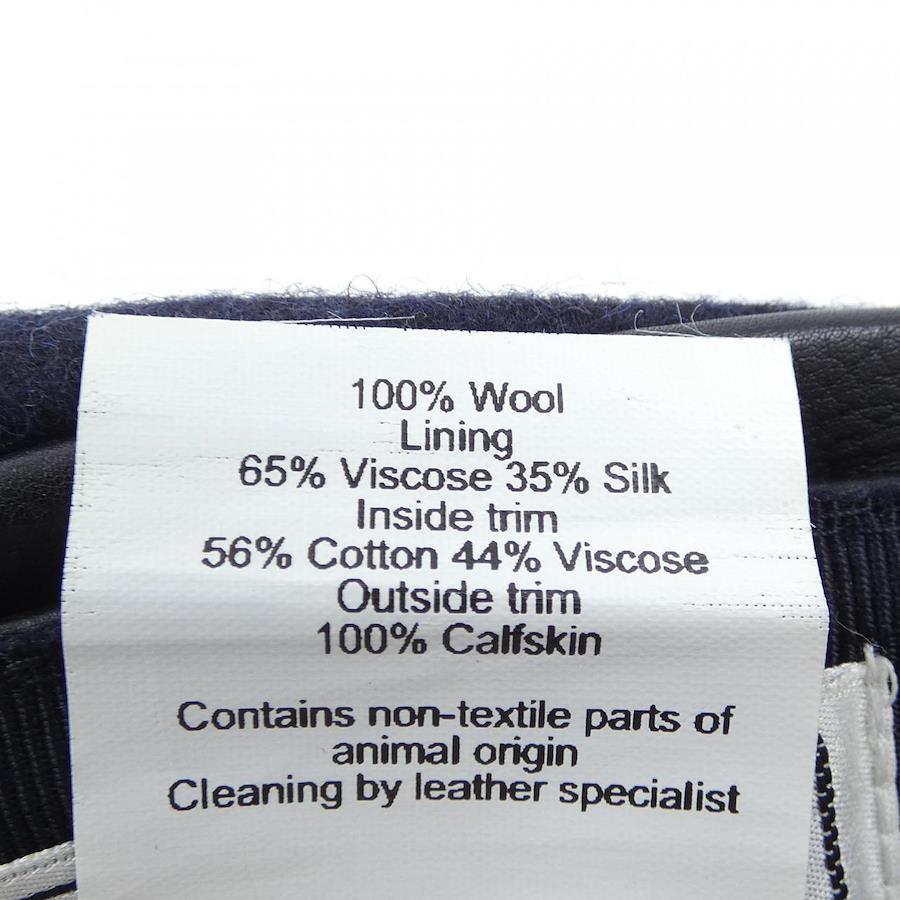 100% Wool
Lining
65% Viscose 35% Silk
Inside trim
56% Cotton 44% Viscose
Outside trim
100% Calfskin
Contains non-textile parts of
animal origin
Cleaning by leather specialist